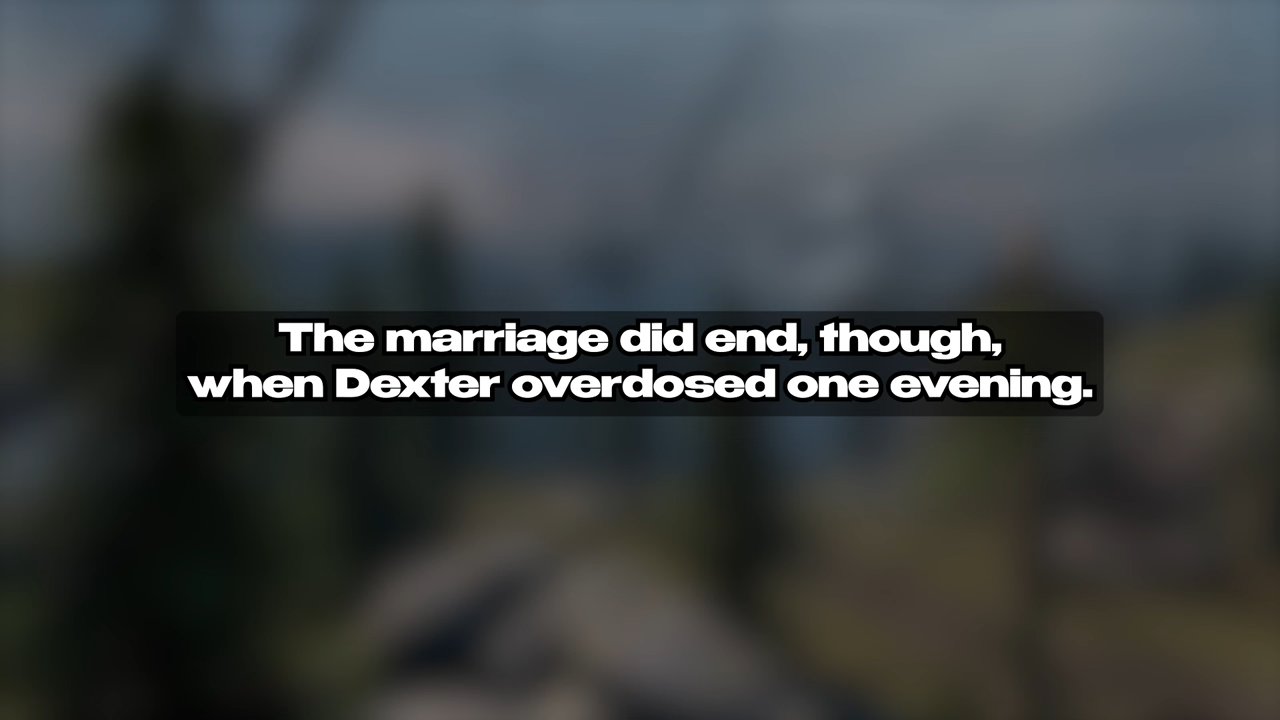 The marriage did end, though,
when Dexter overdosed one evening.